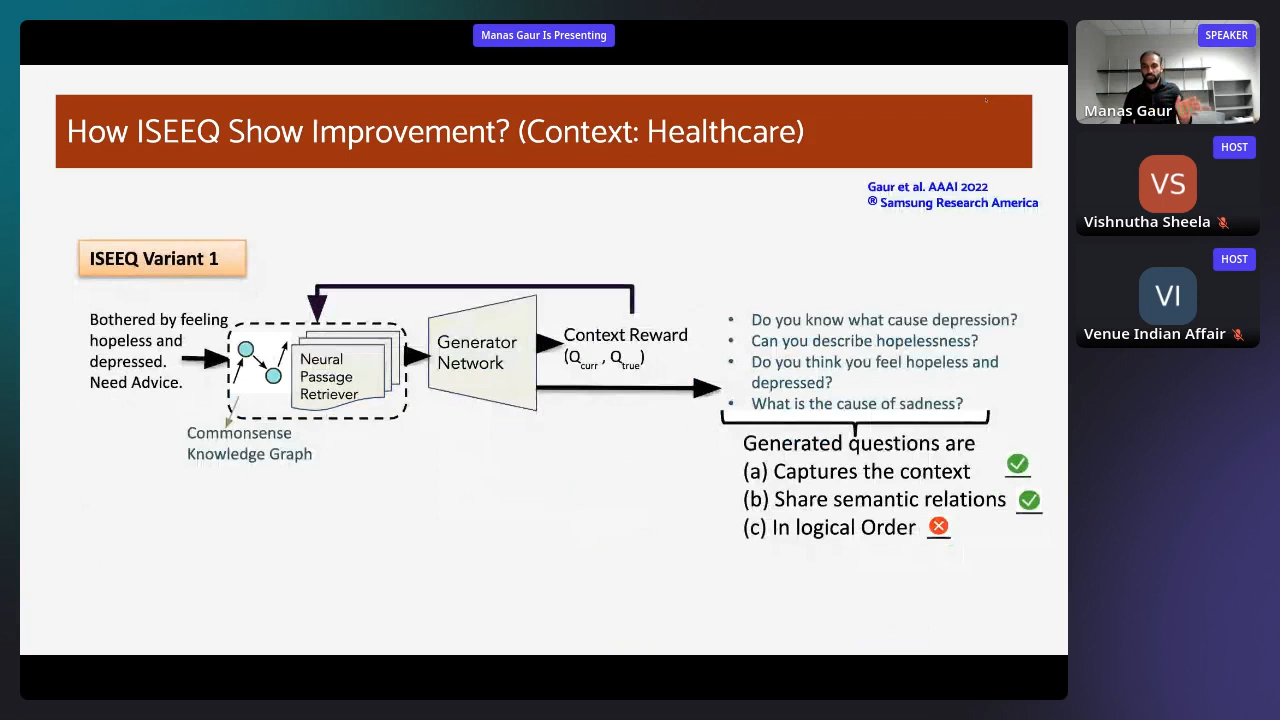 Manas Gaur Is Presenting
How ISEEQ Show Improvement? (Context: Healthcare)
Gaur et al. AAAI 2022
® Samsung Research America
ISEEQ Variant 1
Bothered by feeling
hopeless and
depressed.
Need Advice.
Neural
Passage
Retriever
Commonsense
Knowledge Graph
Generator
Network
Context Reward
(Qcurr , Qtrue)
• Do you know what cause depression?
• Can you describe hopelessness?
• Do you think you feel hopeless and
depressed?
• What is the cause of sadness?
Generated questions are
(a) Captures the context
(b) Share semantic relations
(c) In logical Order
SPEAKER
Manas Gaur
HOST
VS
Vishnutha Sheela
HOST
VI
Venue Indian Affair